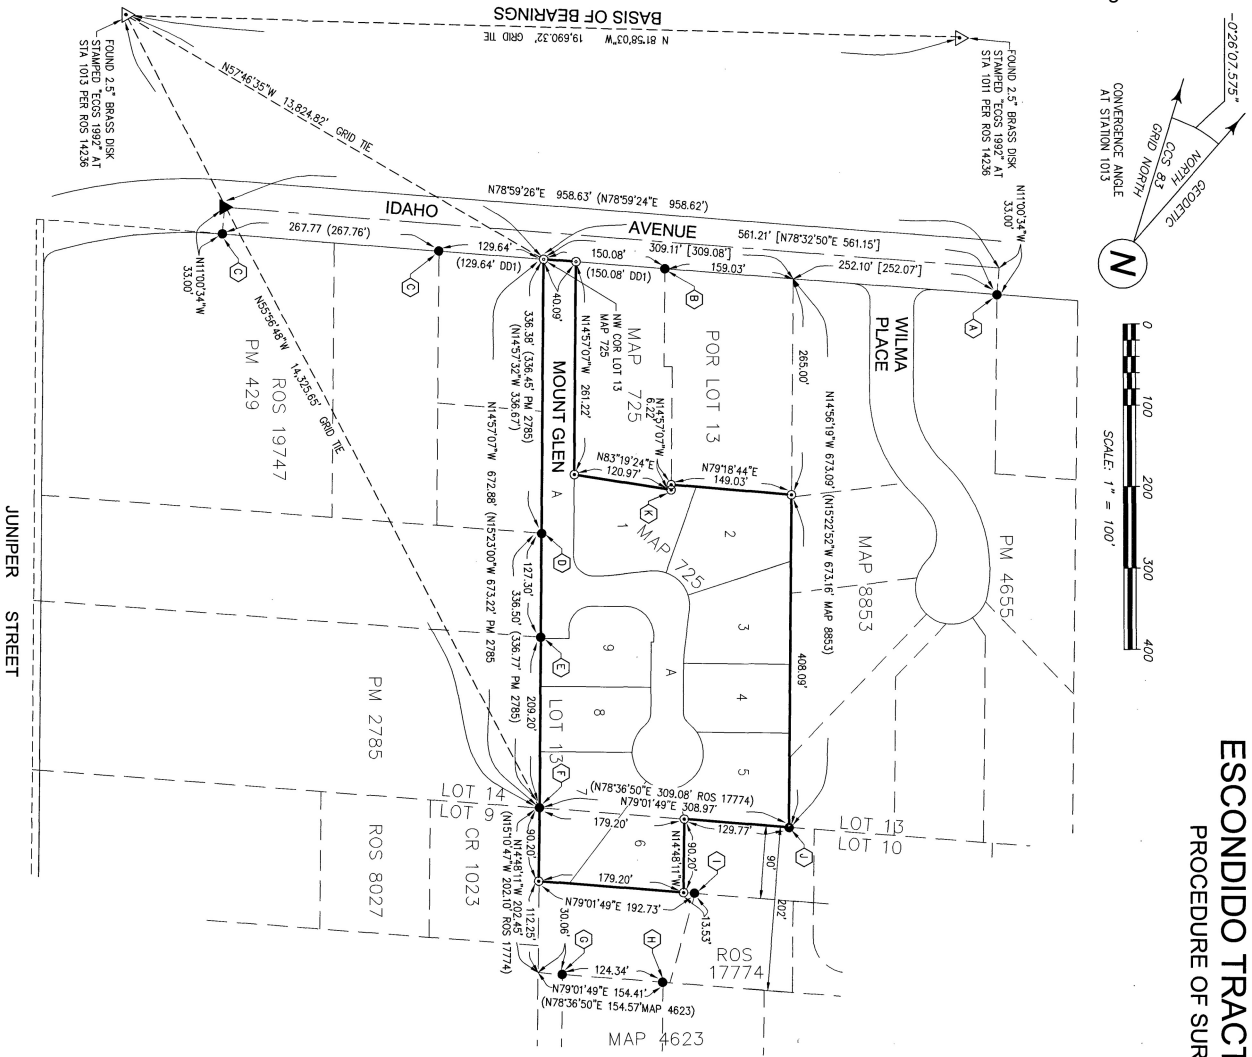 ESCONDIDO TRACT
PROCEDURE OF SUR
-0°26'07.575"
GEODETIC
NORTH
CCS 83
GRID NORTH
CONVERGENCE ANGLE
AT STATION 1013
N
0 100 200 300 400
SCALE: 1" = 100'
BASIS OF BEARINGS
N 81°58'03"W 19,690.32' GRID TIE
FOUND 2.5" BRASS DISK
STAMPED "ECGS 1992" AT
STA 1011 PER ROS 14236
FOUND 2.5" BRASS DISK
STAMPED "ECGS 1992" AT
STA 1013 PER ROS 14236
N57°46'35"W 13,824.82' GRID TIE
N55°56'48"W 14,325.65' GRID TIE
N78°59'26"E 958.63' (N78°59'24"E 958.62')
IDAHO AVENUE
561.21' [N78°32'50"E 561.15']
N11°00'34"W
33.00'
N11°00'34"W
33.00'
267.77 (267.76')
129.64'
(129.64' DD1)
150.08'
(150.08' DD1)
309.11' [309.08']
159.03'
252.10' [252.07']
A
B
C
C
WILMA
PLACE
40.09'
NW COR LOT 13
MAP 725
MAP 725
POR LOT 13
265.00'
N14°56'19"W 673.09' (N15°22'52"W 673.16' MAP 8853)
336.38' (336.45' PM 2785)
(N14°57'32"W 336.67')
MOUNT GLEN
N14°57'07"W 261.22'
N14°57'07"W
6.22'
N83°19'24"E
120.97'
N79°18'44"E
149.03'
K
N14°57'07"W 672.88' (N15°23'00"W 673.22' PM 2785
PM 429
ROS 19747
A
1
2
MAP 725
MAP 8853
PM 4655
D
127.30'
336.50' (336.77' PM 2785)
E
209.20'
9
8
A
3
4
5
408.09'
LOT 13
F
7
(N78°36'50"E 309.08' ROS 17774)
N79°01'49"E 308.97'
179.20'
129.77'
LOT 14
LOT 9
LOT 13
LOT 10
J
90.20'
N14°48'11"W 202.45'
(N15°10'47"W 202.10' ROS 17774)
112.25'
6
90.20'
N14°48'11"W
I
90'
202'
179.20'
N79°01'49"E 192.73'
13.53'
30.06'
G
H
124.34'
N79°01'49"E 154.41'
(N78°36'50"E 154.57'MAP 4623)
ROS
17774
MAP 4623
PM 2785
CR 1023
ROS 8027
JUNIPER STREET